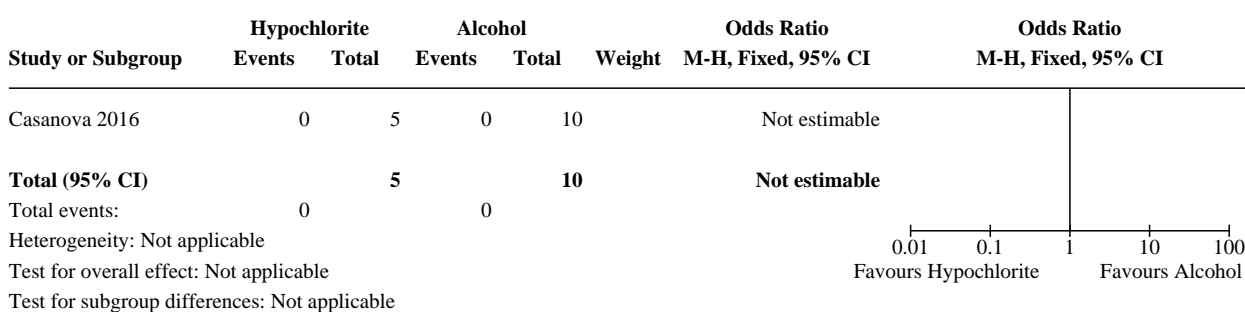 Hypochlorite Alcohol Odds Ratio Odds Ratio
Study or Subgroup Events Total Events Total Weight M-H, Fixed, 95% CI M-H, Fixed, 95% CI
Casanova 2016 0 5 0 10 Not estimable
Total (95% CI) 5 10 Not estimable
Total events: 0 0
Heterogeneity: Not applicable
0.01 0.1 1 10 100
Test for overall effect: Not applicable
Favours Hypochlorite Favours Alcohol
Test for subgroup differences: Not applicable